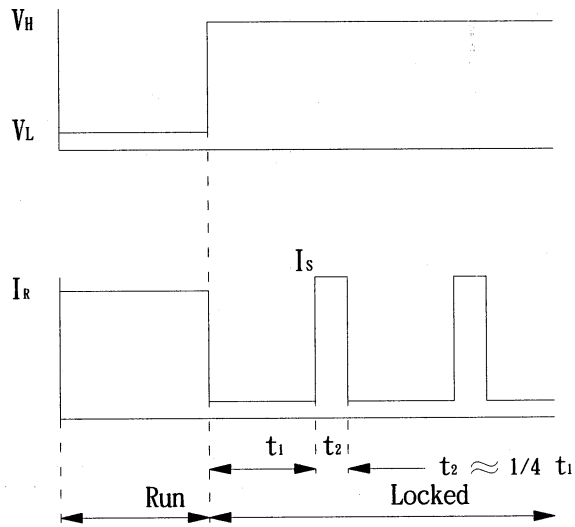 VH
VL
Is
IR
t1 t2
t2 ≈ 1/4 t1
Run Locked